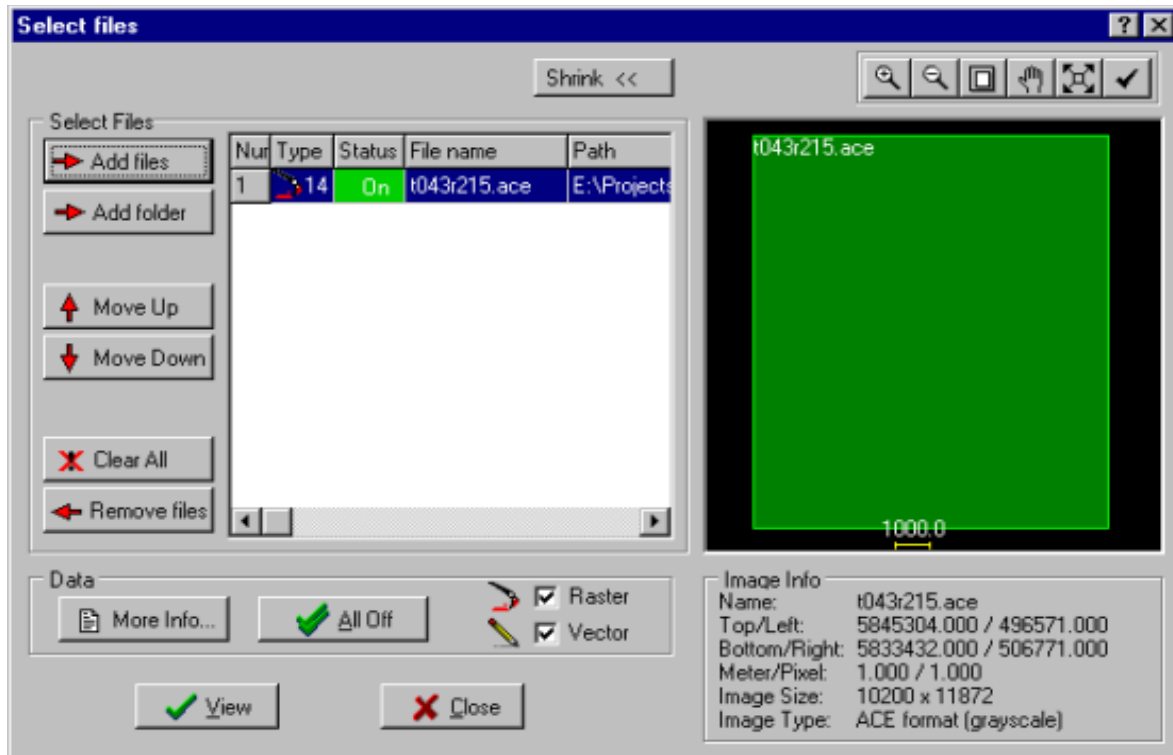 Select files
Shrink <<
Select Files
Add files
Add folder
Move Up
Move Down
Clear All
Remove files
Nur Type Status File name Path
1 14 On t043r215.ace E:\Projects
t043r215.ace
1000.0
Data
More Info...
All Off
Raster
Vector
View
Close
Image Info
Name: t043r215.ace
Top/Left: 5845304.000 / 496571.000
Bottom/Right: 5833432.000 / 506771.000
Meter/Pixel: 1.000 / 1.000
Image Size: 10200 x 11872
Image Type: ACE format (grayscale)